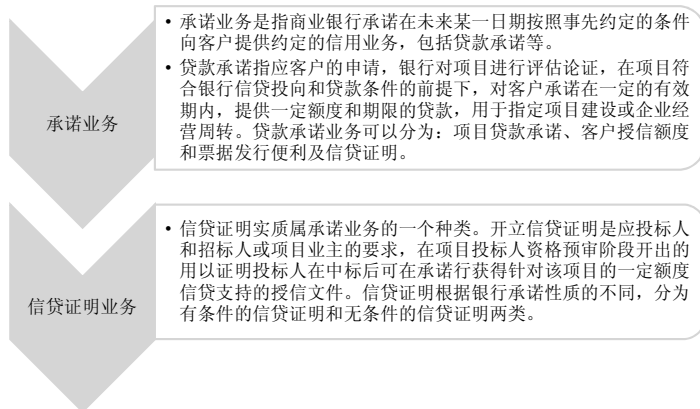 承诺业务
• 承诺业务是指商业银行承诺在未来某一日期按照事先约定的条件
向客户提供约定的信用业务，包括贷款承诺等。
• 贷款承诺指应客户的申请，银行对项目进行评估论证，在项目符
合银行信贷投向和贷款条件的前提下，对客户承诺在一定的有效
期内，提供一定额度和期限的贷款，用于指定项目建设或企业经
营周转。贷款承诺业务可以分为：项目贷款承诺、客户授信额度
和票据发行便利及信贷证明。
信贷证明业务
• 信贷证明实质属承诺业务的一个种类。开立信贷证明是应投标人
和招标人或项目业主的要求，在项目投标人资格预审阶段开出的
用以证明投标人在中标后可在承诺行获得针对该项目的一定额度
信贷支持的授信文件。信贷证明根据银行承诺性质的不同，分为
有条件的信贷证明和无条件的信贷证明两类。